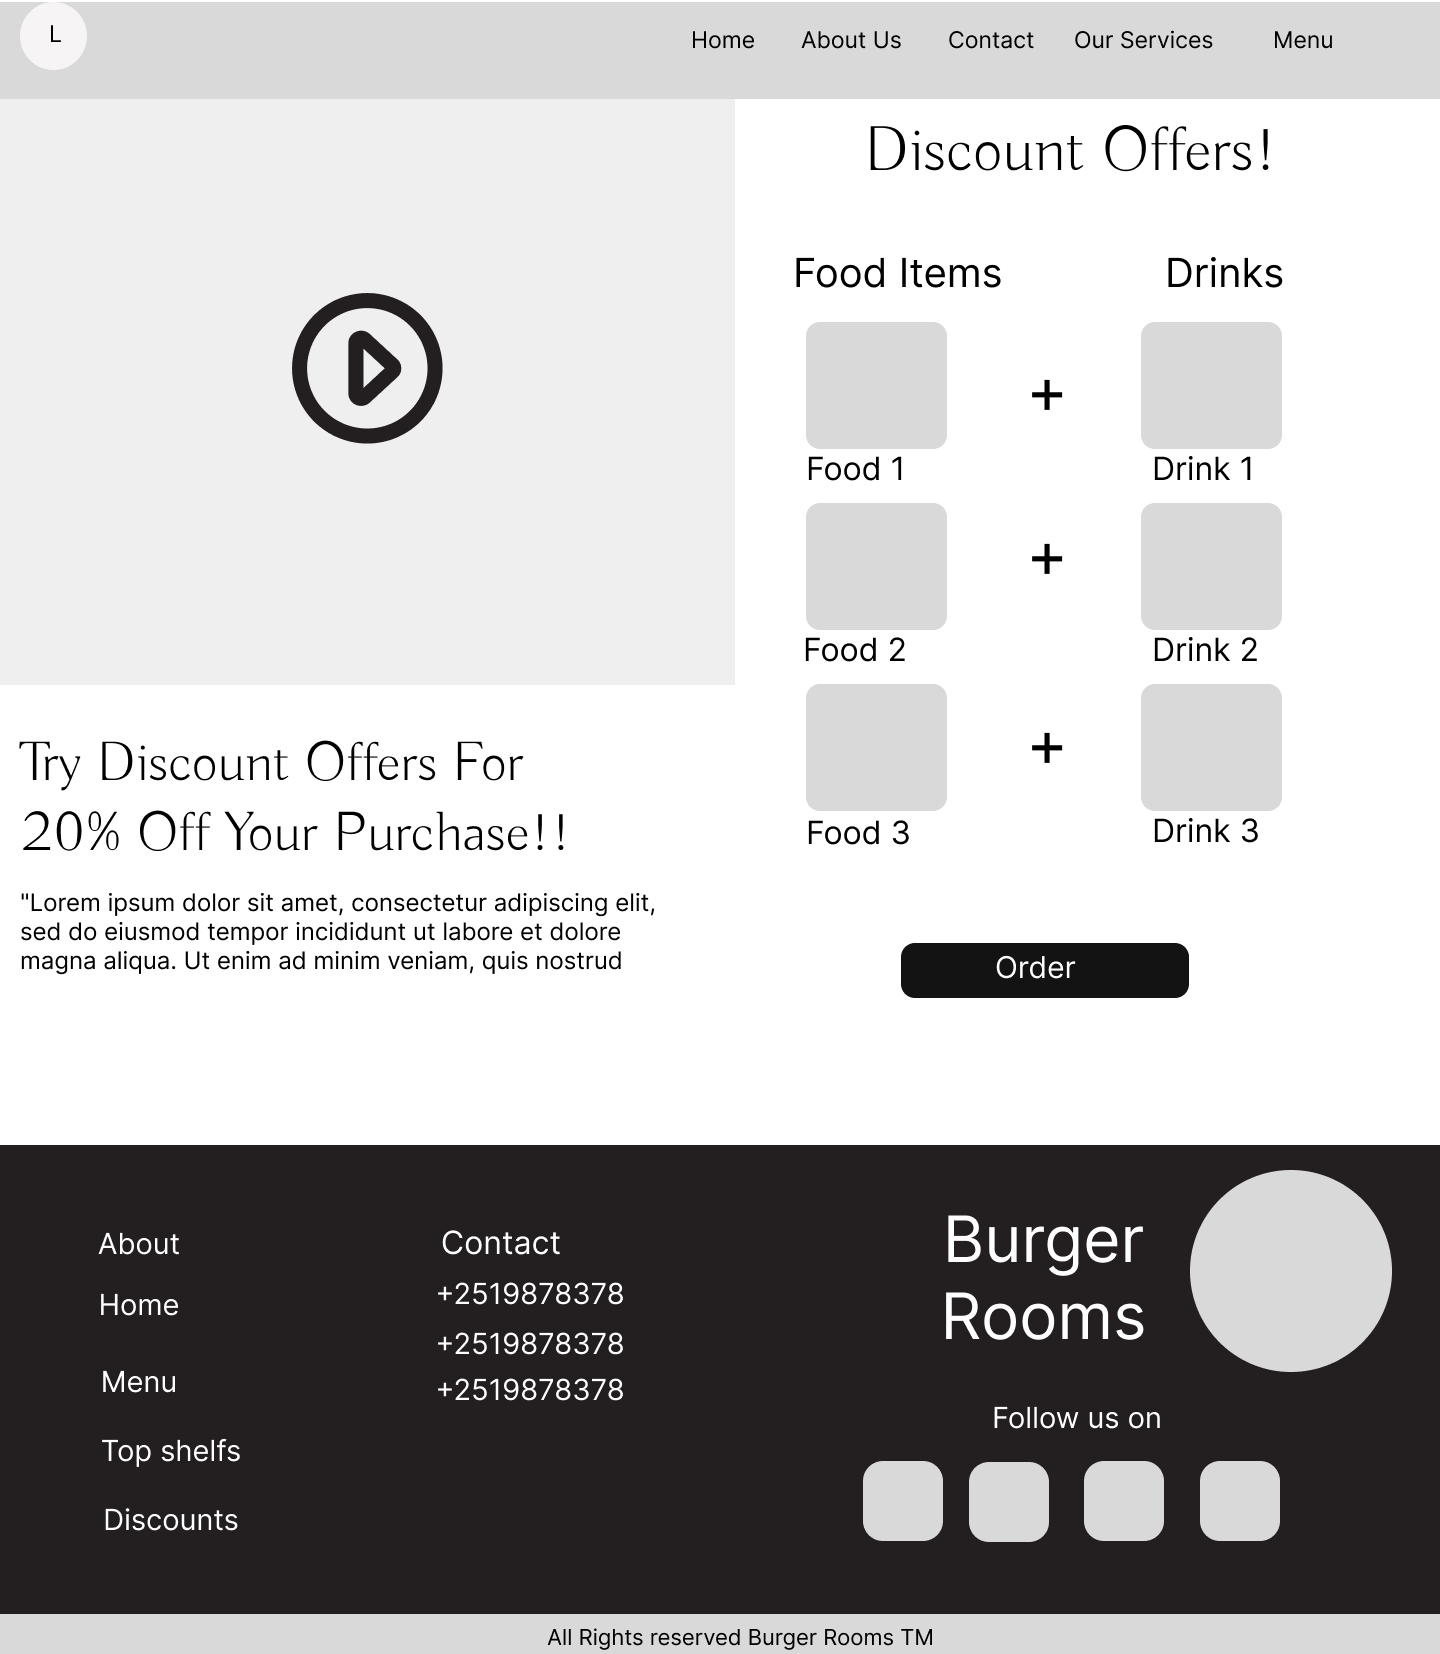 L
Home
About Us
Contact
Our Services
Menu
Discount Offers!
Food Items
Drinks
+
Food 1
Drink 1
+
Food 2
Drink 2
+
Food 3
Drink 3
Order
Try Discount Offers For
20% Off Your Purchase!!
"Lorem ipsum dolor sit amet, consectetur adipiscing elit,
sed do eiusmod tempor incididunt ut labore et dolore
magna aliqua. Ut enim ad minim veniam, quis nostrud
About
Home
Menu
Top shelfs
Discounts
Contact
+2519878378
+2519878378
+2519878378
Burger
Rooms
Follow us on
All Rights reserved Burger Rooms TM